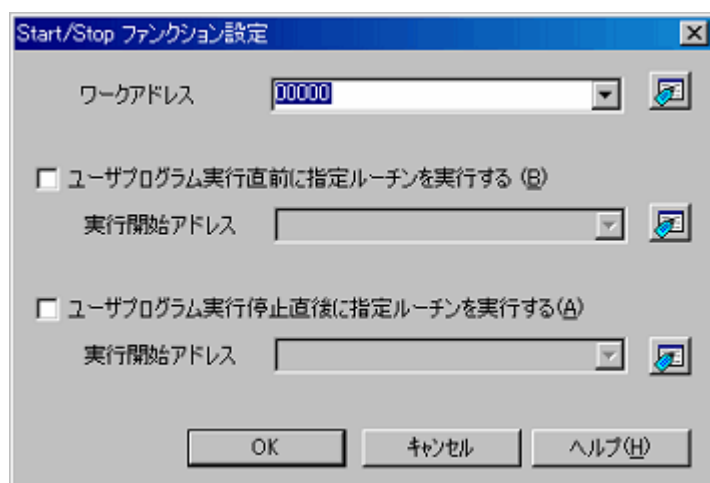 Start/Stop ファンクション設定
ワークアドレス 00000
ユーザプログラム実行直前に指定ルーチンを実行する (B)
実行開始アドレス
ユーザプログラム実行停止直後に指定ルーチンを実行する(A)
実行開始アドレス
OK キャンセル ヘルプ(H)